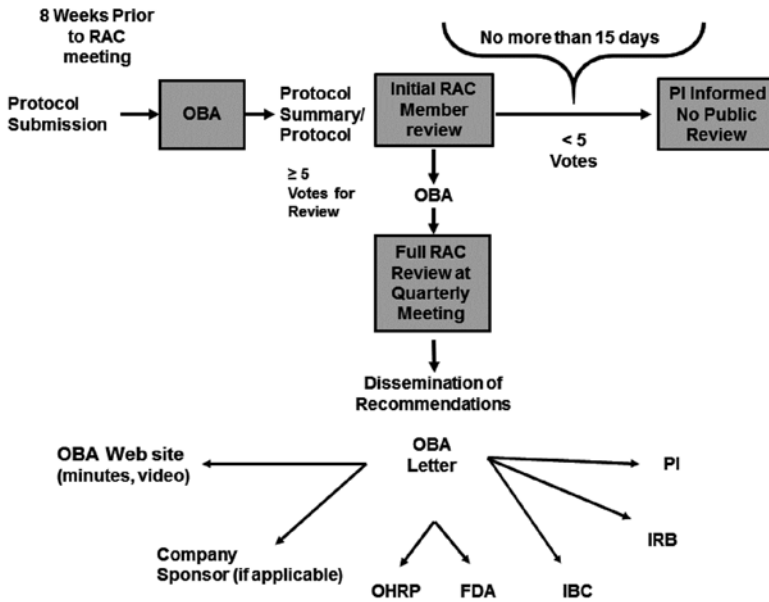 8 Weeks Prior
to RAC
meeting
No more than 15 days
Protocol
Submission
OBA
Protocol
Summary/
Protocol
Initial RAC
Member
review
PI Informed
No Public
Review
< 5
Votes
≥ 5
Votes for
Review
OBA
Full RAC
Review at
Quarterly
Meeting
Dissemination of
Recommendations
OBA
Letter
OBA Web site
(minutes, video)
PI
IRB
Company
Sponsor (if applicable)
OHRP
FDA
IBC